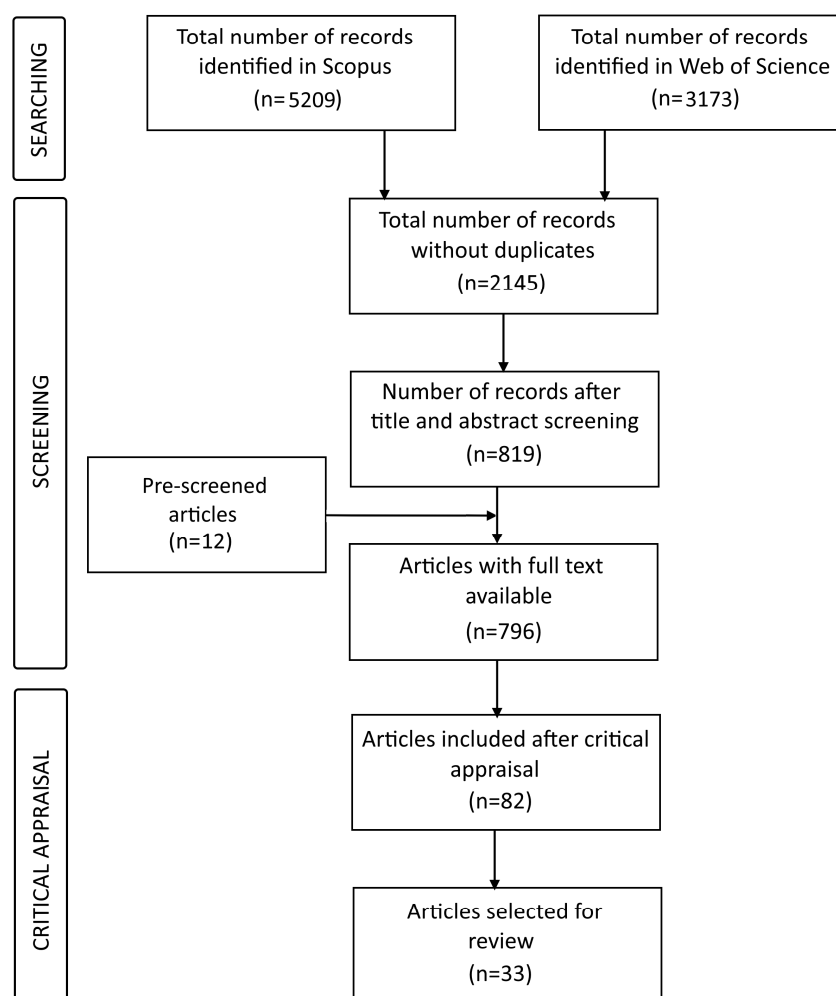 SEARCHING
Total number of records
identified in Scopus
(n=5209)
Total number of records
identified in Web of Science
(n=3173)
SCREENING
Total number of records
without duplicates
(n=2145)
Number of records after
title and abstract screening
(n=819)
Pre-screened
articles
(n=12)
Articles with full text
available
(n=796)
CRITICAL APPRAISAL
Articles included after critical
appraisal
(n=82)
Articles selected for
review
(n=33)